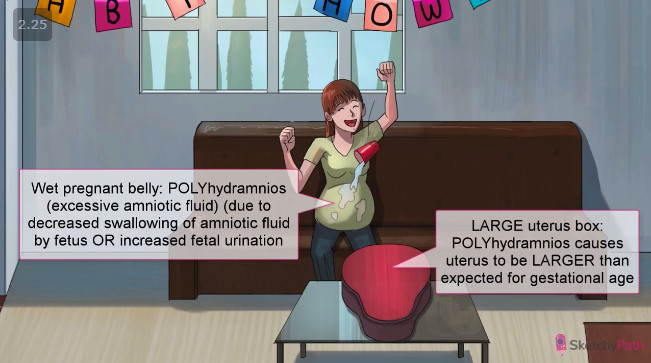 2.25
A B Y H O W
Wet pregnant belly: POLYhydramnios
(excessive amniotic fluid) (due to
decreased swallowing of amniotic fluid
by fetus OR increased fetal urination
LARGE uterus box:
POLYhydramnios causes
uterus to be LARGER than
expected for gestational age
SketchyPath